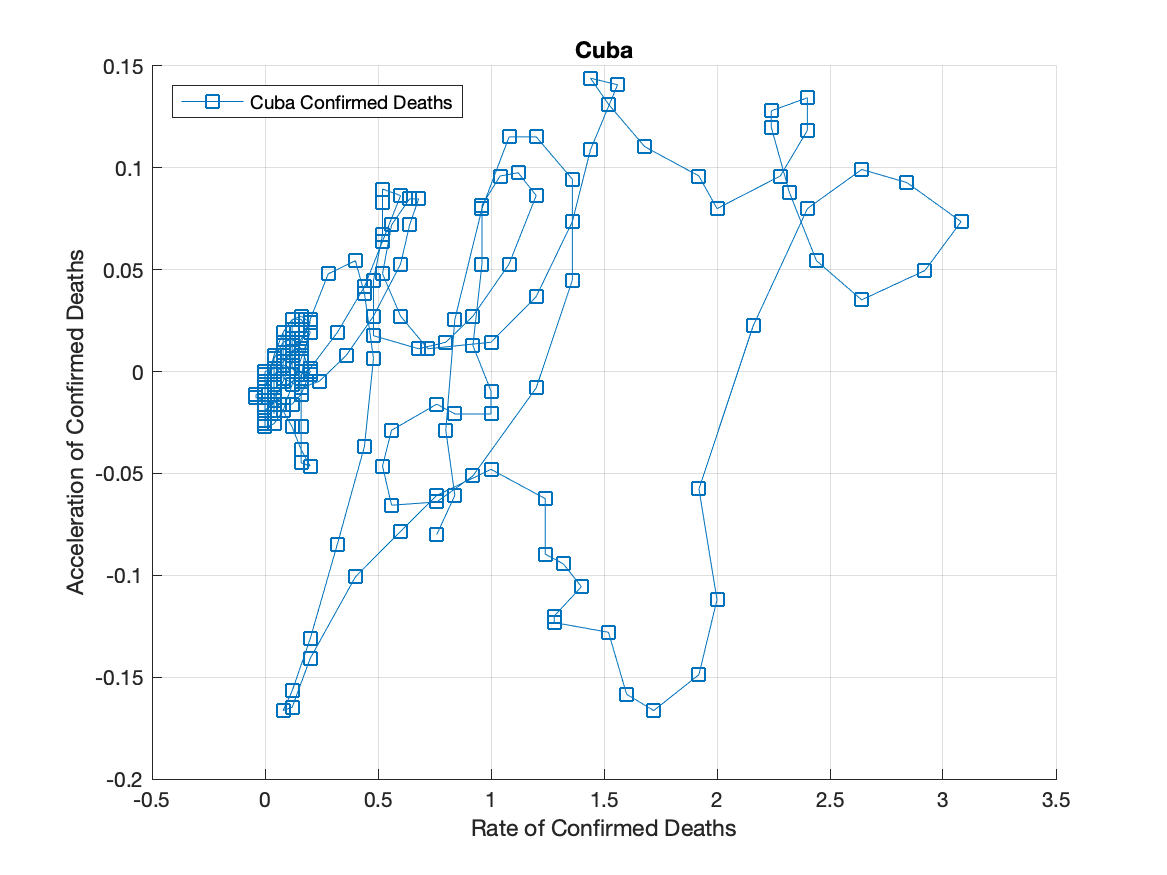 Cuba
Cuba Confirmed Deaths
0.15
0.1
0.05
0
-0.05
-0.1
-0.15
-0.2
Acceleration of Confirmed Deaths
-0.5 0 0.5 1 1.5 2 2.5 3 3.5
Rate of Confirmed Deaths